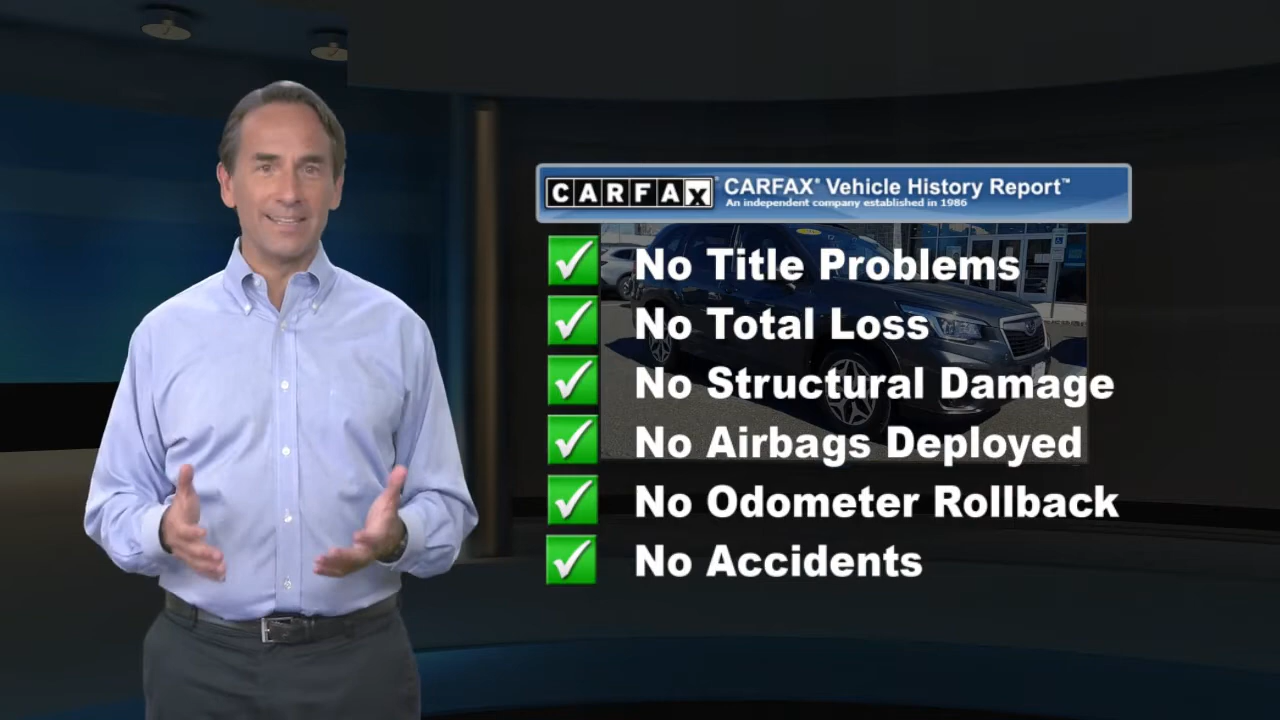 CARFAX® CARFAX® Vehicle History Report™
An independent company established in 1986
No Title Problems
No Total Loss
No Structural Damage
No Airbags Deployed
No Odometer Rollback
No Accidents